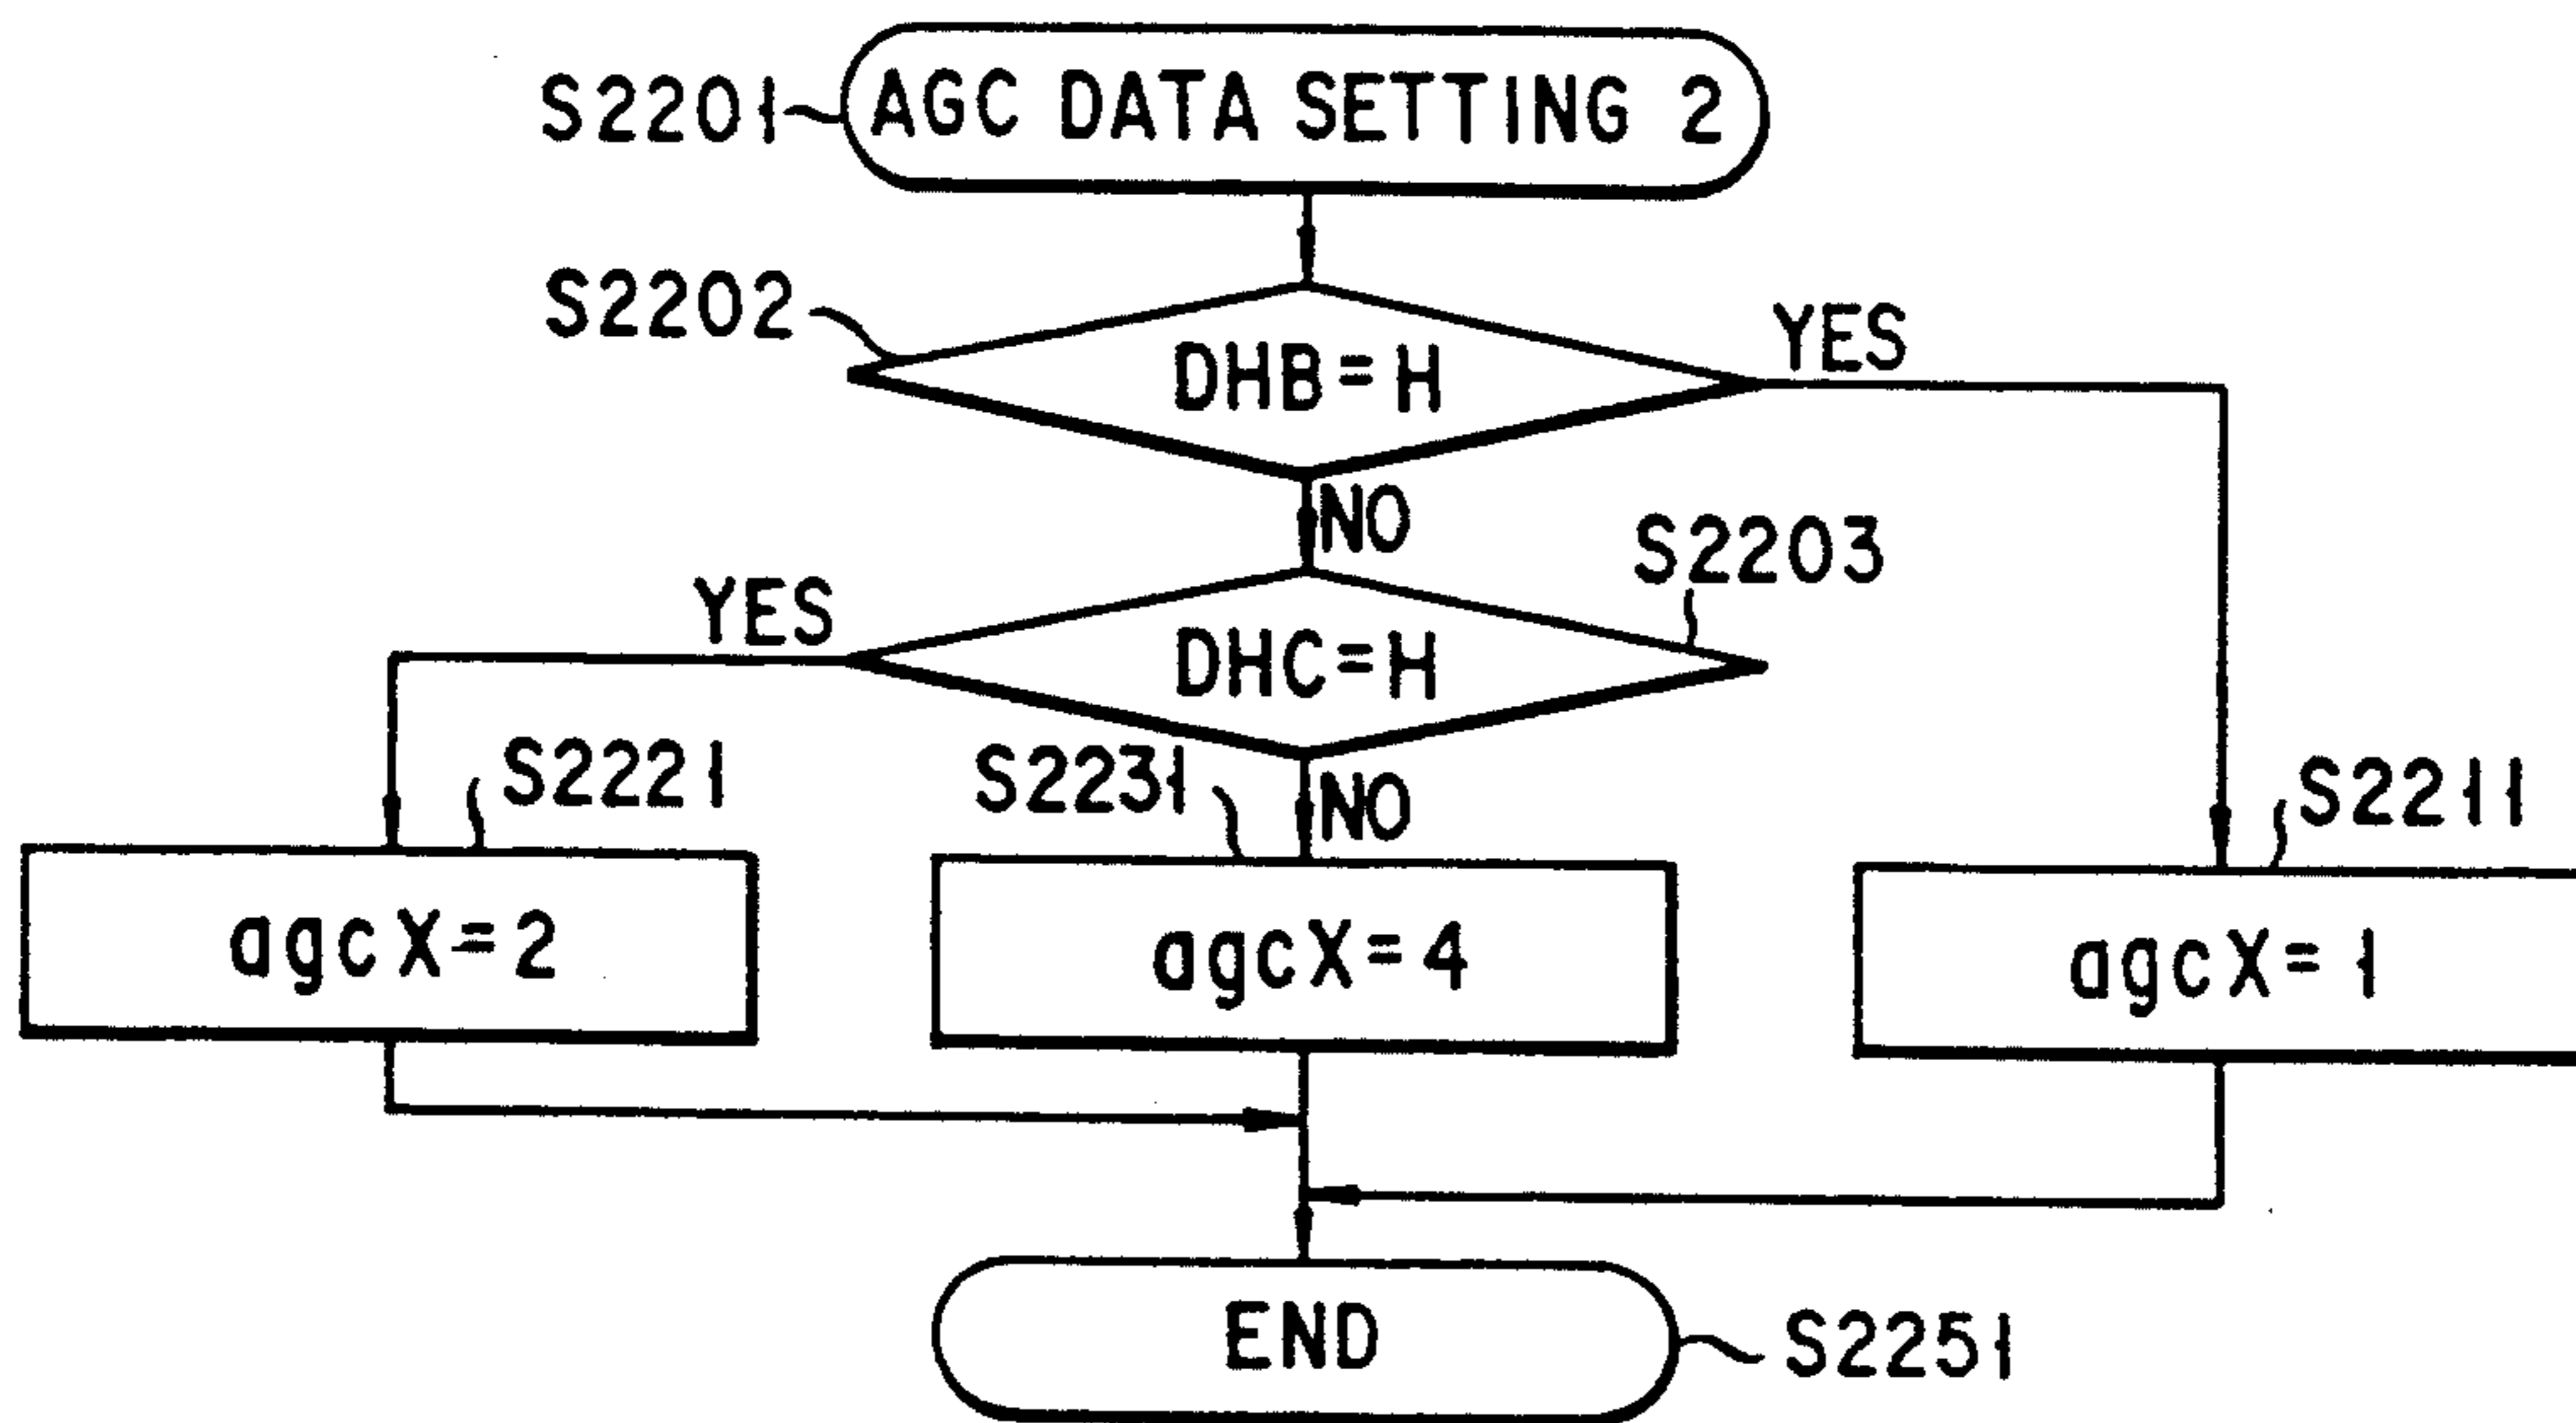 S2201
AGC DATA SETTING 2
S2202
DHB=H
YES
NO
S2203
YES
DHC=H
S2221
S2231
NO
S2211
agcX=2
agcX=4
agcX=1
END
S2251